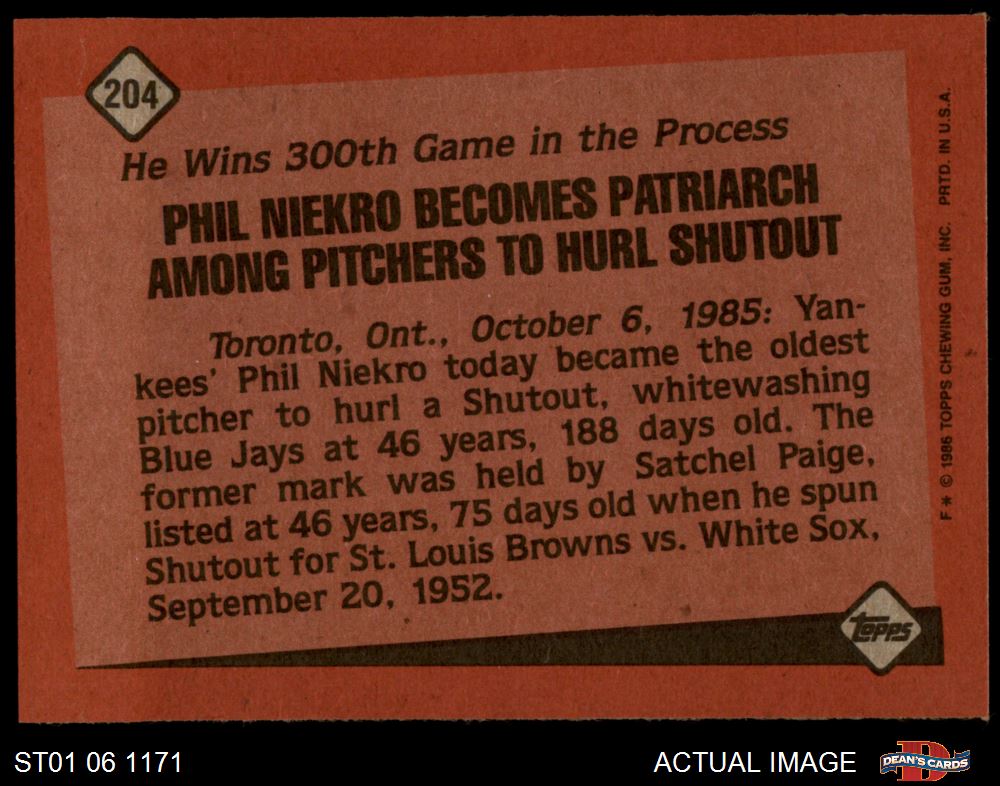 204
He Wins 300th Game in the Process
PHIL NIEKRO BECOMES PATRIARCH
AMONG PITCHERS TO HURL SHUTOUT
Toronto, Ont., October 6, 1985: Yan-
kees' Phil Niekro today became the oldest
pitcher to hurl a Shutout, whitewashing
Blue Jays at 46 years, 188 days old. The
former mark was held by Satchel Paige,
listed at 46 years, 75 days old when he spun
Shutout for St. Louis Browns vs. White Sox,
September 20, 1952.
topps
F * © 1986 TOPPS CHEWING GUM, INC. PRTD. IN U.S.A.
ST01 06 1171
ACTUAL IMAGE
D
DEAN'S CARDS